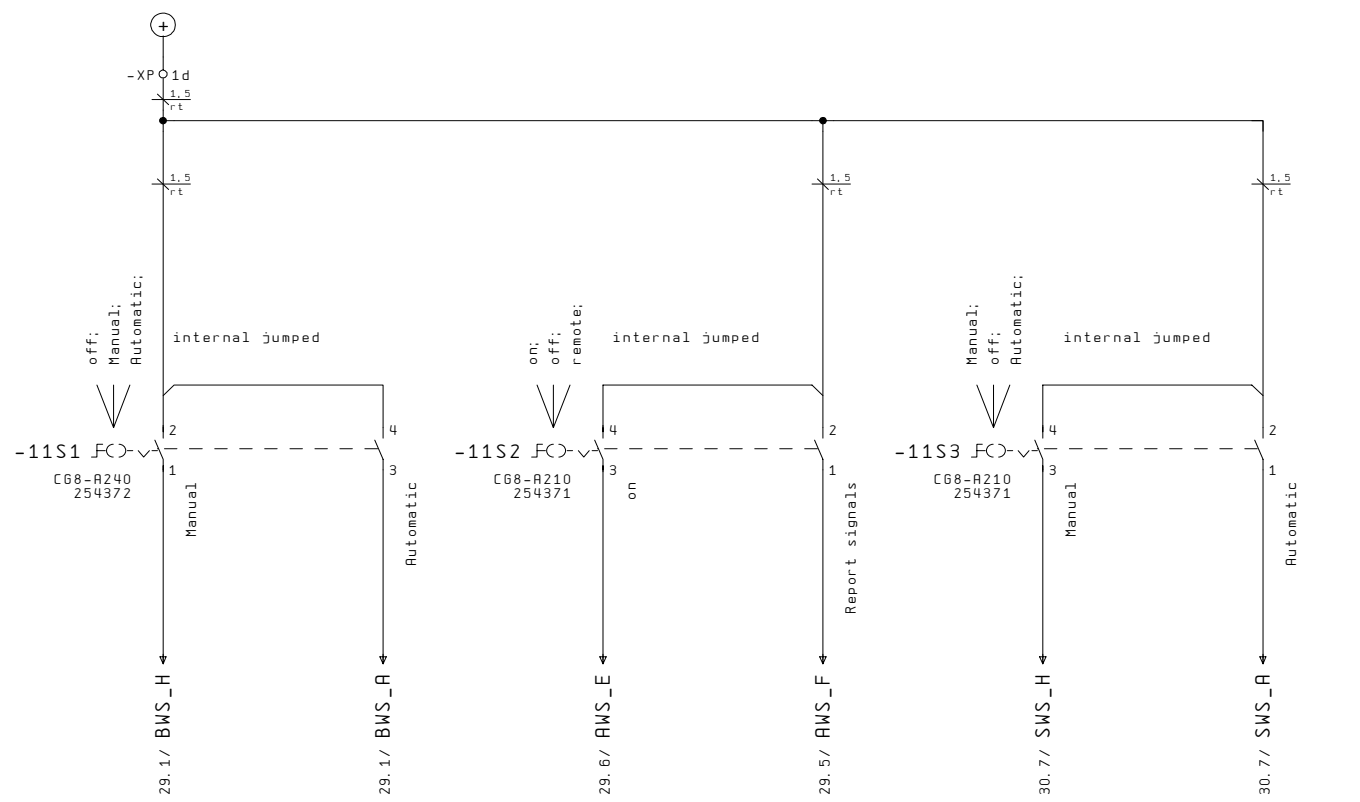 +
-XP 1d
1,5
rt
1,5
rt
1,5
rt
1,5
rt
off;
Manual;
Automatic;
internal jumped
on;
off;
remote;
internal jumped
Manual;
off;
Automatic;
internal jumped
-11S1
2
1
4
3
CG8-A240
254372
Manual
Automatic
-11S2
4
3
2
1
CG8-A210
254371
on
Report signals
-11S3
4
3
2
1
CG8-A210
254371
Manual
Automatic
29.1/ BWS_H
29.1/ BWS_A
29.6/ AWS_E
29.5/ AWS_F
30.7/ SWS_H
30.7/ SWS_A